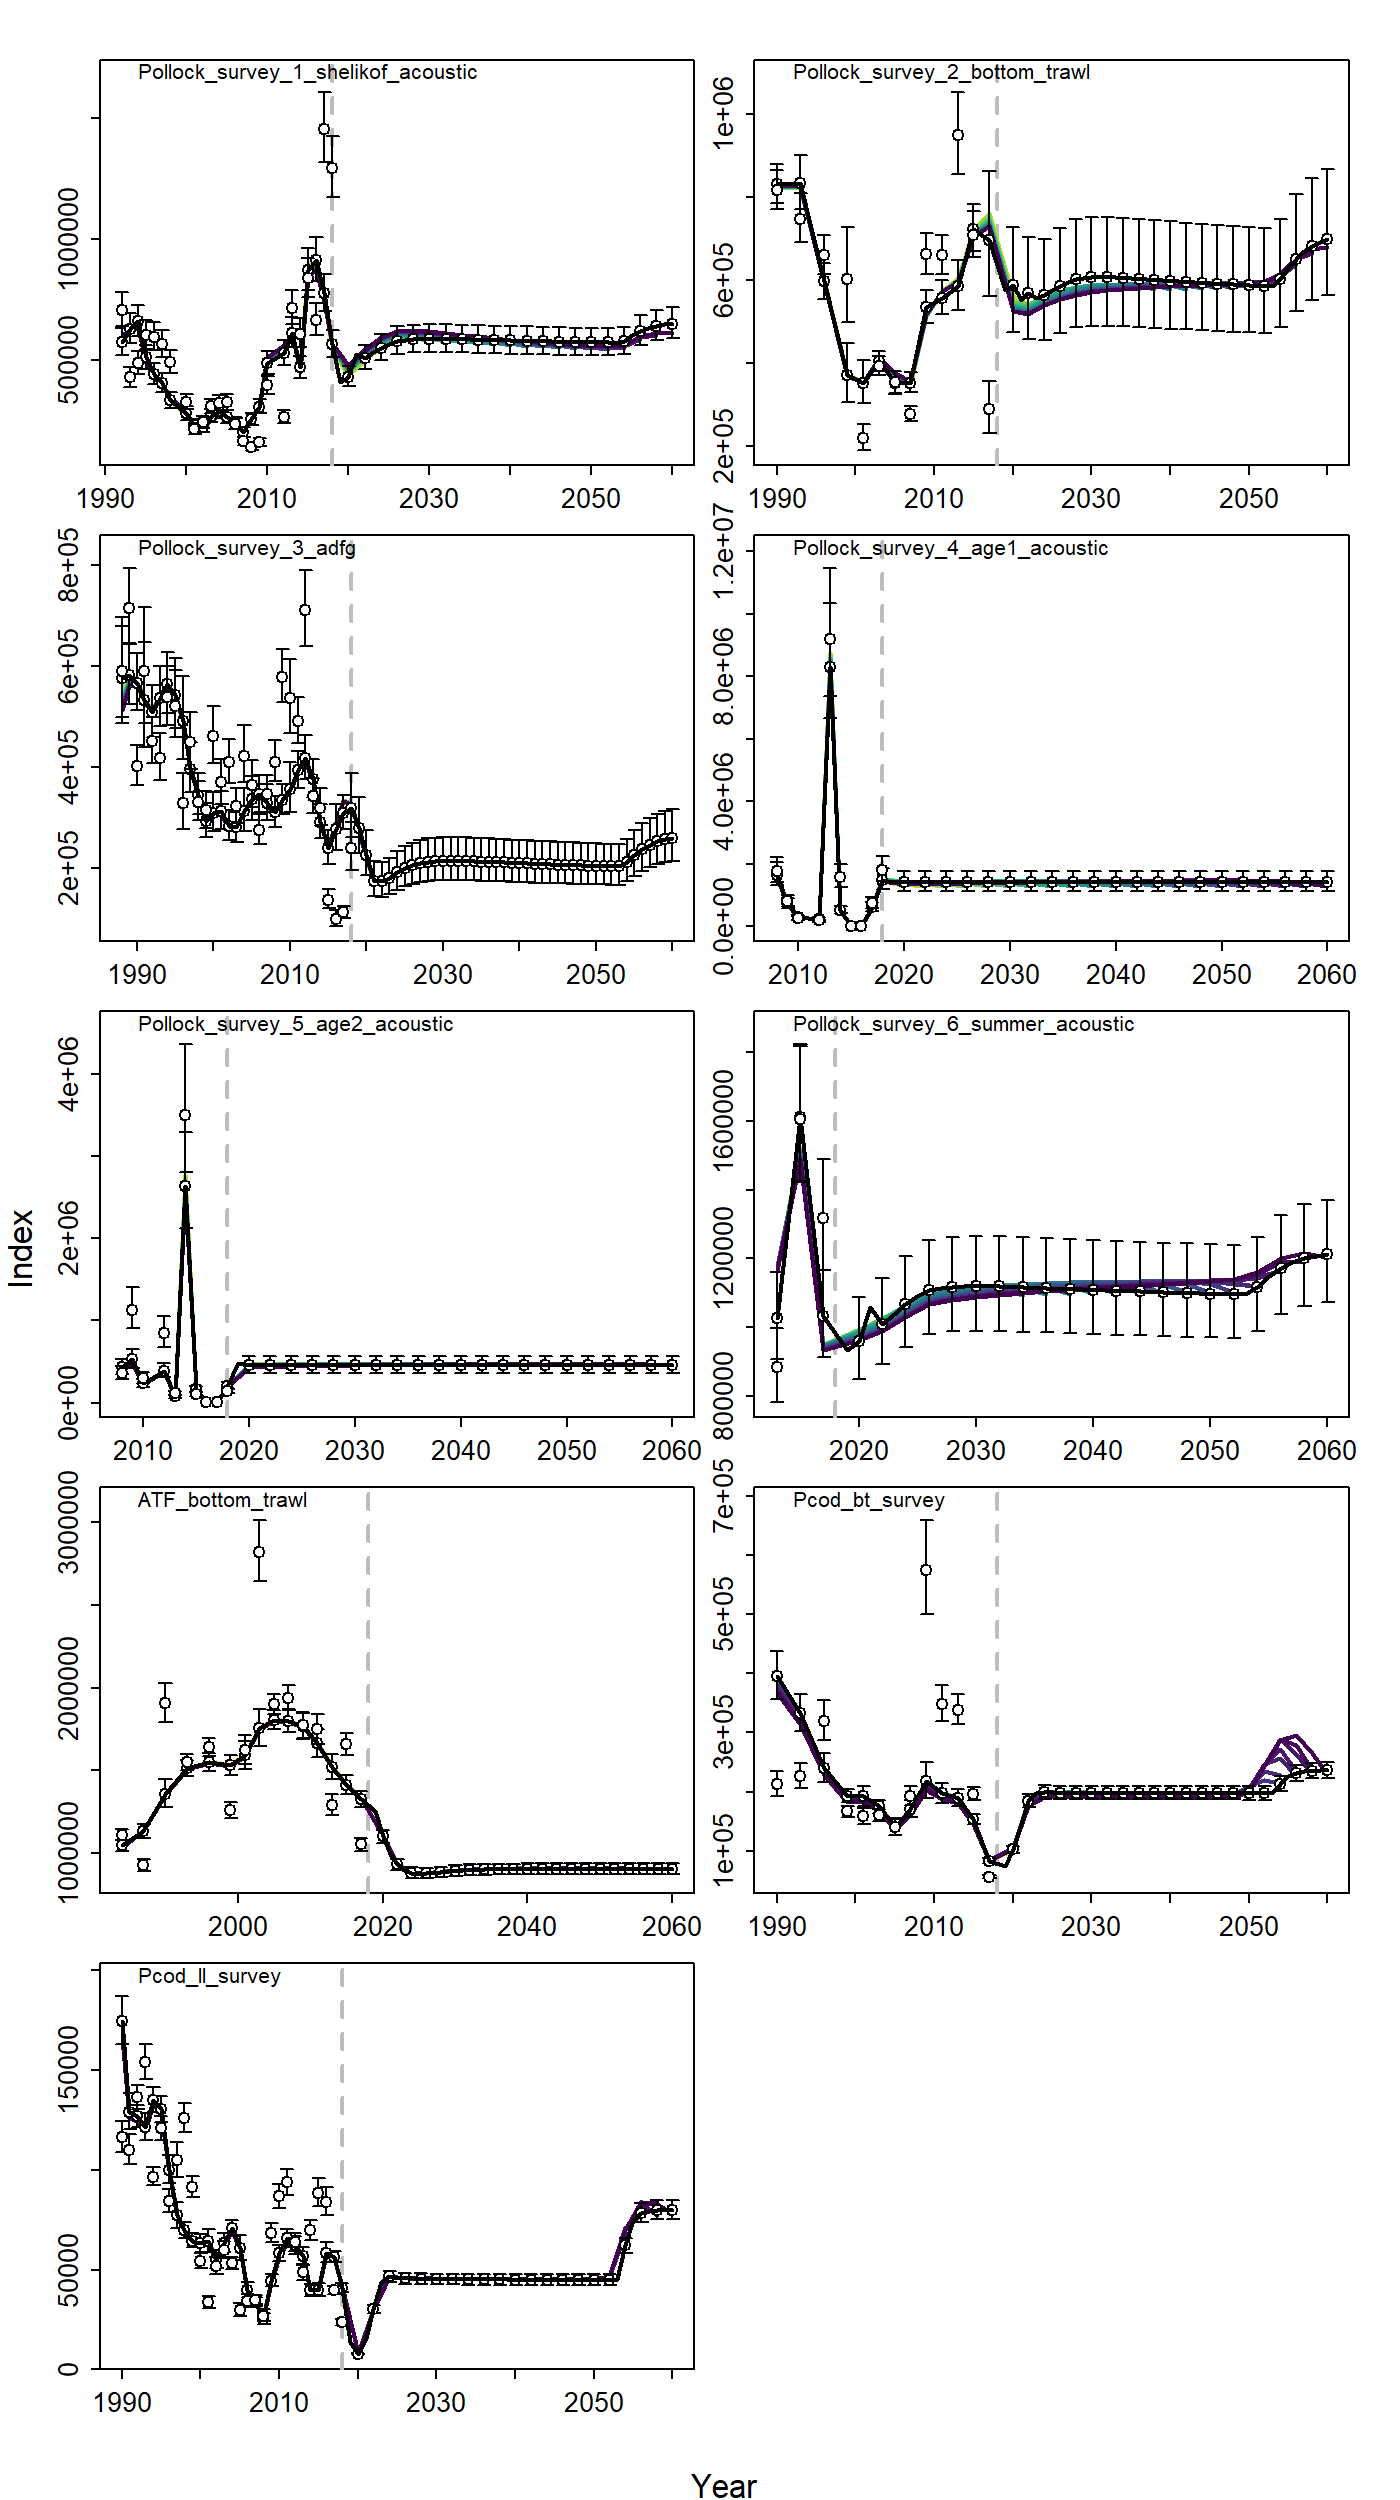 Pollock_survey_1_shelikof_acoustic
500000 1000000
1990 2010 2030 2050
Pollock_survey_2_bottom_trawl
2e+05 6e+05 1e+06
1990 2010 2030 2050
Pollock_survey_3_adfg
2e+05 4e+05 6e+05 8e+05
1990 2010 2030 2050
Pollock_survey_4_age1_acoustic
0.0e+00 4.0e+06 8.0e+06 1.2e+07
2010 2020 2030 2040 2050 2060
Pollock_survey_5_age2_acoustic
0e+00 2e+06 4e+06
2010 2020 2030 2040 2050 2060
Pollock_survey_6_summer_acoustic
800000 1200000 1600000
2020 2030 2040 2050 2060
Index
ATF_bottom_trawl
1000000 2000000 3000000
2000 2020 2040 2060
Pcod_bt_survey
1e+05 3e+05 5e+05 7e+05
1990 2010 2030 2050
Pcod_ll_survey
0 50000 150000
1990 2010 2030 2050
Year